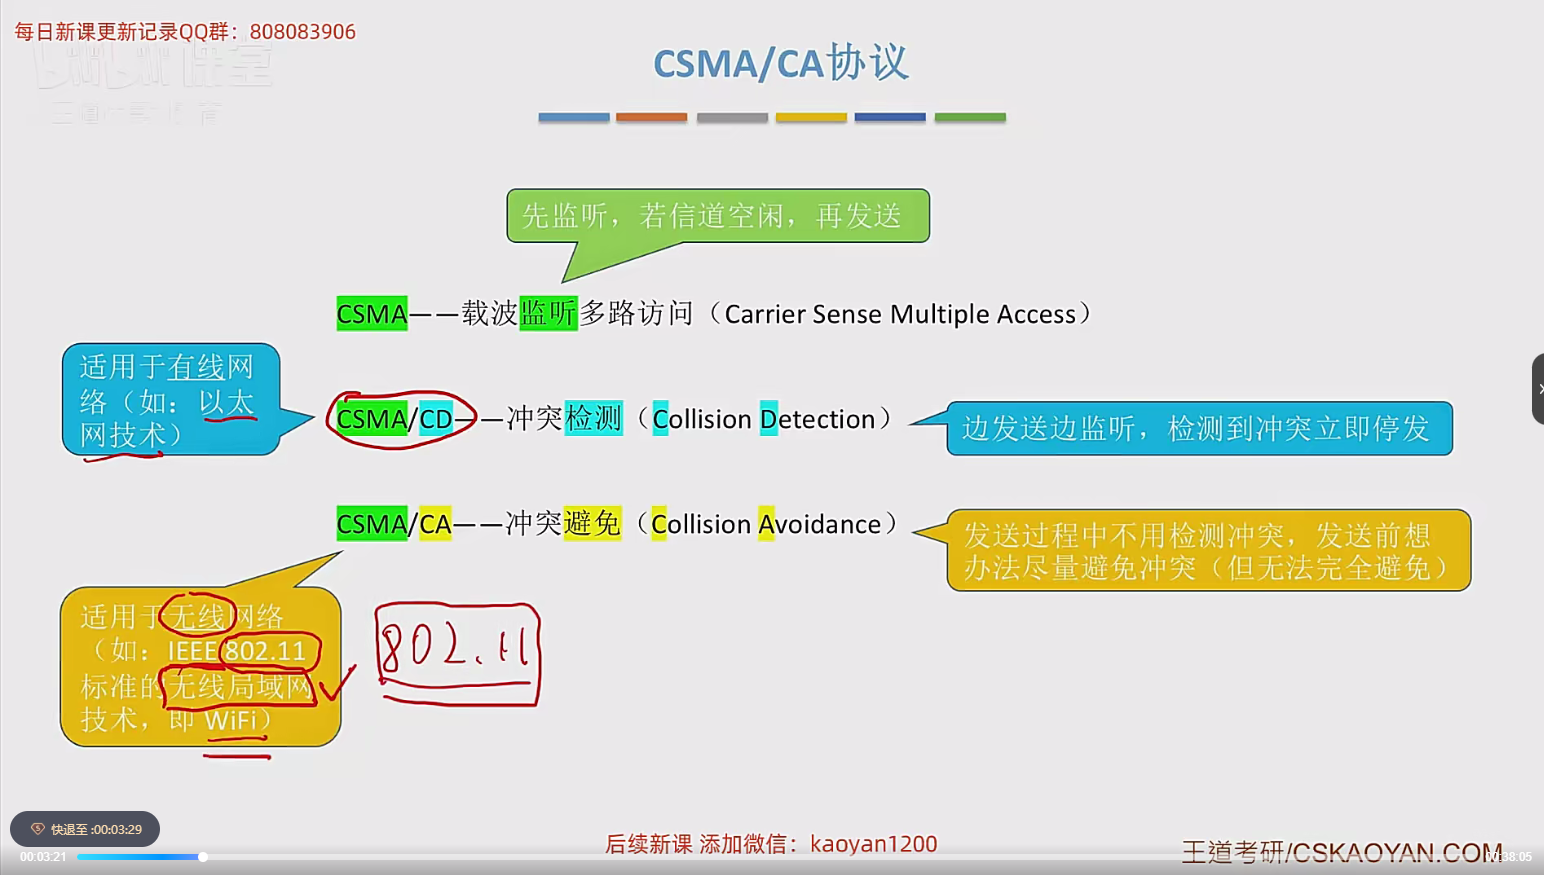 每日新课更新记录QQ群：808083906
CSMA/CA协议
先监听，若信道空闲，再发送
CSMA——载波监听多路访问（Carrier Sense Multiple Access）
适用于有线网
络（如：以太
网技术）
CSMA/CD——冲突检测（Collision Detection）
边发送边监听，检测到冲突立即停发
CSMA/CA——冲突避免（Collision Avoidance）
发送过程中不用检测冲突，发送前想
办法尽量避免冲突（但无法完全避免）
适用于无线网络
（如：IEEE 802.11
标准的无线局域网
技术，即 WiFi）
802.11
快退至 :00:03:29
00:03:21
后续新课 添加微信：kaoyan1200
王道考研/CSKAOYAN.COM
:38:05